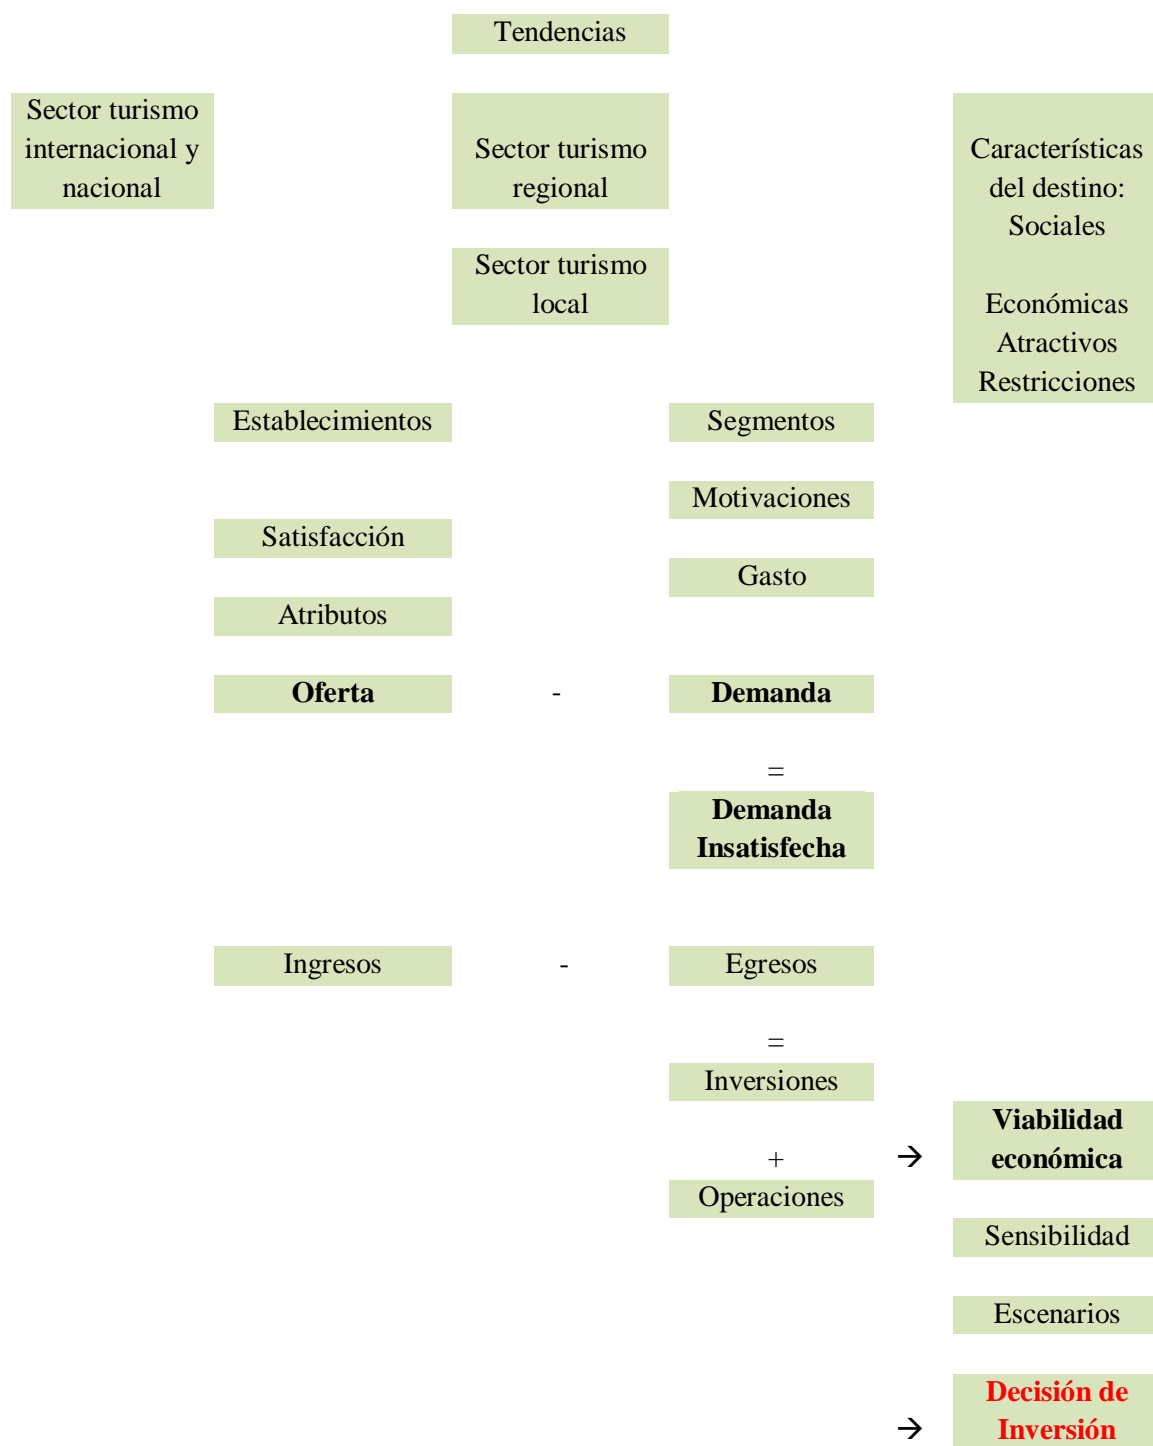 Tendencias
Sector turismo
internacional y
nacional
Sector turismo
regional
Características
del destino:
Sociales
Económicas
Atractivos
Restricciones
Sector turismo
local
Establecimientos
Segmentos
Motivaciones
Satisfacción
Gasto
Atributos
Oferta - Demanda
=
Demanda
Insatisfecha
Ingresos - Egresos
=
Inversiones
+
Operaciones
→
Viabilidad
económica
Sensibilidad
Escenarios
→
Decisión de
Inversión